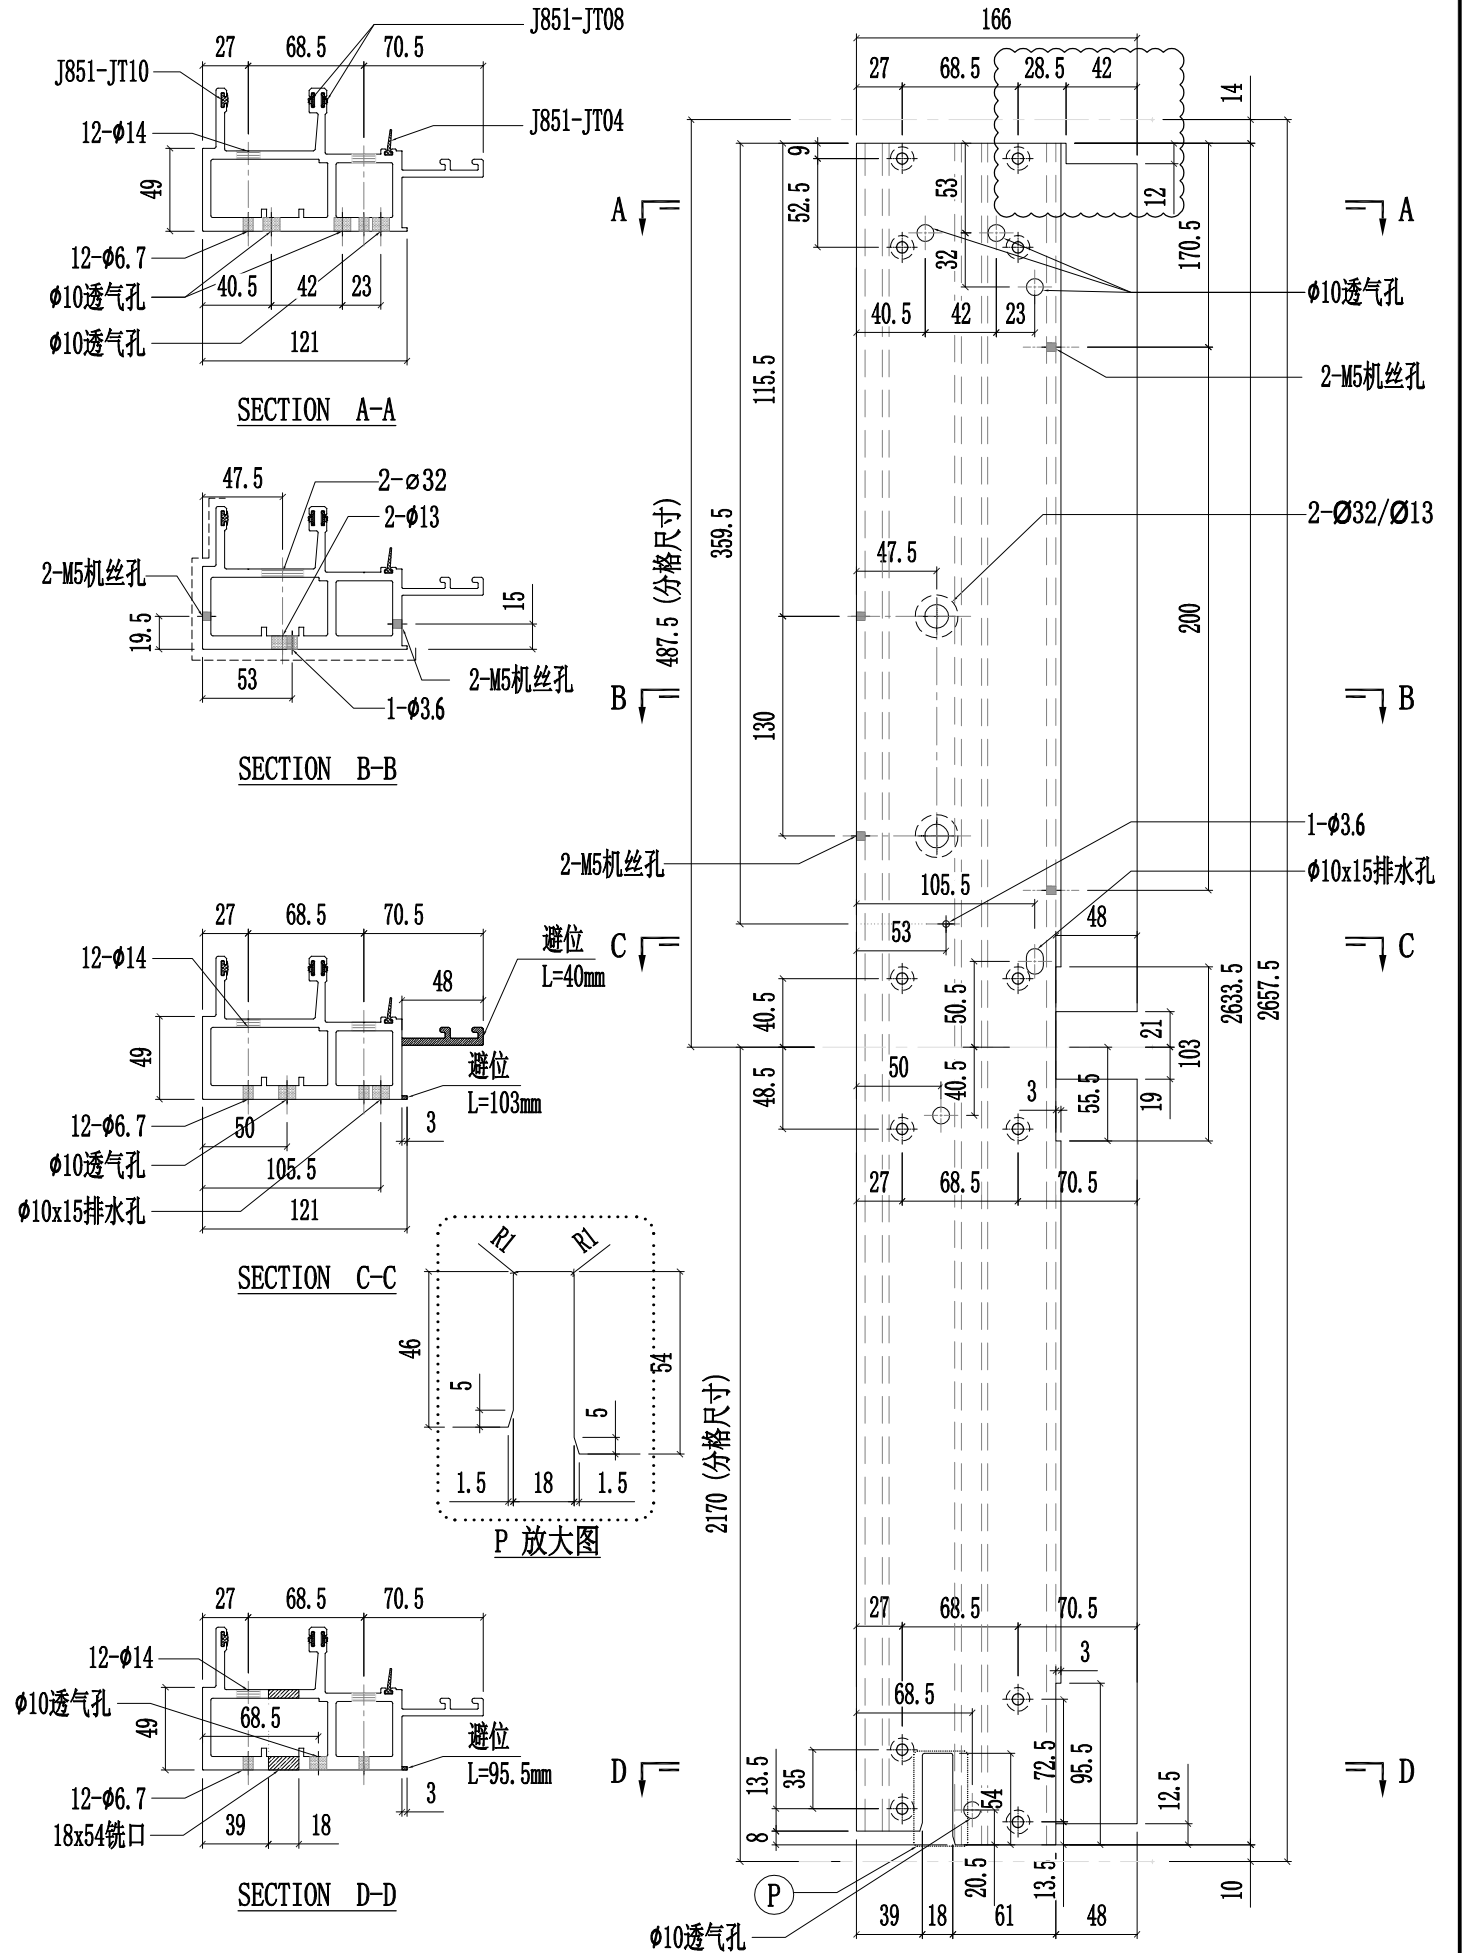 J851-JT08
27
68.5
70.5
J851-JT10
12-ϕ14
J851-JT04
49
12-ϕ6.7
ϕ10透气孔
40.5
42
23
ϕ10透气孔
121
SECTION A-A
47.5
2-⌀32
2-ϕ13
2-M5机丝孔
19.5
15
53
2-M5机丝孔
1-ϕ3.6
SECTION B-B
27
68.5
70.5
12-ϕ14
避位
L=40mm
48
49
避位
L=103mm
12-ϕ6.7
50
3
ϕ10透气孔
105.5
ϕ10x15排水孔
121
SECTION C-C
R1
R1
46
54
5
5
1.5
18
1.5
P 放大图
27
68.5
70.5
12-ϕ14
ϕ10透气孔
68.5
49
避位
L=95.5mm
12-ϕ6.7
3
18x54铣口
39
18
SECTION D-D
166
27
68.5
28.5
42
14
9
52.5
53
12
A
A
170.5
32
ϕ10透气孔
40.5
42
23
115.5
2-M5机丝孔
359.5
487.5 (分格尺寸)
2-Ø32/Ø13
47.5
200
B
B
130
1-ϕ3.6
2-M5机丝孔
ϕ10x15排水孔
105.5
53
48
C
C
40.5
50.5
2633.5
2657.5
21
103
48.5
50
40.5
3
55.5
19
27
68.5
70.5
2170 (分格尺寸)
27
68.5
70.5
3
68.5
D
D
13.5
35
72.5
95.5
54
12.5
8
P
20.5
13.5
10
39
18
61
48
ϕ10透气孔